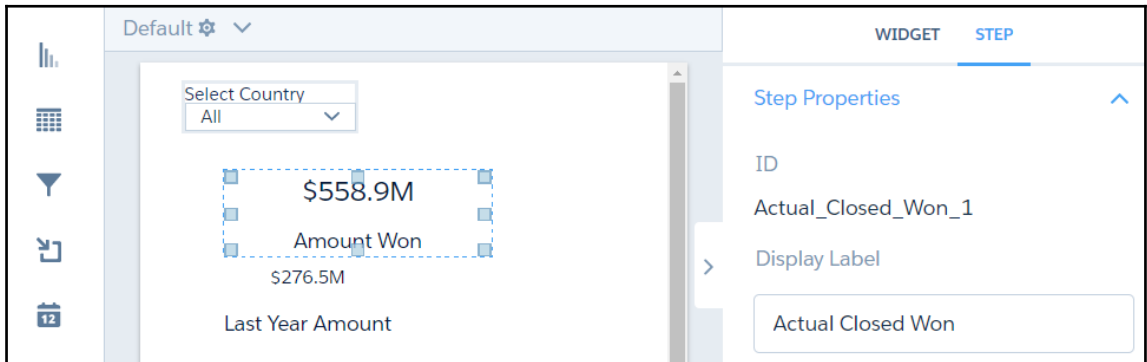 Default
WIDGET STEP
Select Country
All
$558.9M
Amount Won
$276.5M
Last Year Amount
12
Step Properties
ID
Actual_Closed_Won_1
Display Label
Actual Closed Won